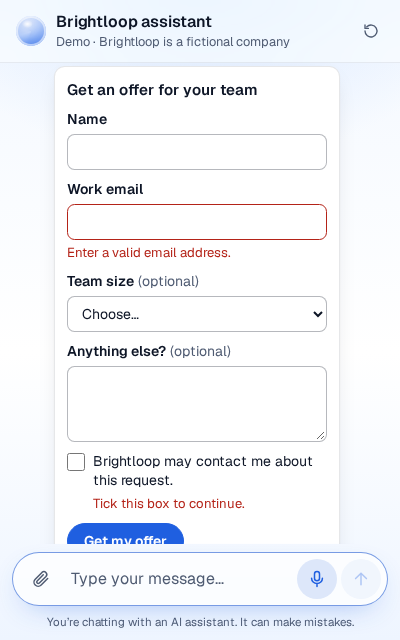 Brightloop assistant
Demo · Brightloop is a fictional company
Get an offer for your team
Name
Work email
Enter a valid email address.
Team size (optional)
Choose...
Anything else? (optional)
Brightloop may contact me about
this request.
Tick this box to continue.
Get my offer
Type your message...
You're chatting with an AI assistant. It can make mistakes.